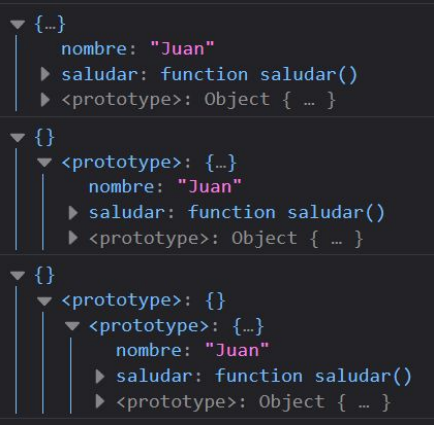 {…}
nombre: "Juan"
saludar: function saludar()
<prototype>: Object { … }
{}
<prototype>: {…}
nombre: "Juan"
saludar: function saludar()
<prototype>: Object { … }
{}
<prototype>: {}
<prototype>: {…}
nombre: "Juan"
saludar: function saludar()
<prototype>: Object { … }